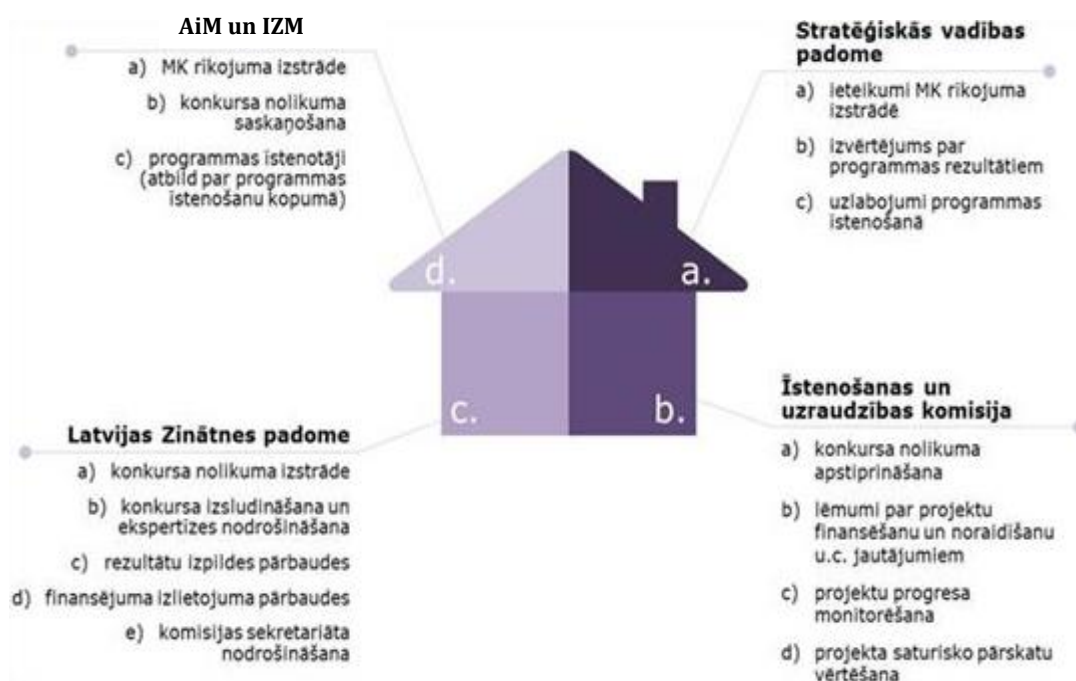 AiM un IZM
a) MK rīkojuma izstrāde
b) konkursa nolikuma
saskaņošana
c) programmas īstenotāji
(atbild par programmas
īstenošanu kopumā)
Stratēģiskās vadības
padome
a) ieteikumi MK rīkojuma
izstrādē
b) izvērtējums par
programmas rezultātiem
c) uzlabojumi programmas
īstenošanā
d.
a.
c.
b.
Latvijas Zinātnes padome
a) konkursa nolikuma izstrāde
b) konkursa izsludināšana un
ekspertīzes nodrošināšana
c) rezultātu izpildes pārbaudes
d) finansējuma izlietojuma pārbaudes
e) komisijas sekretariāta
nodrošināšana
Īstenošanas un
uzraudzības komisija
a) konkursa nolikuma
apstiprināšana
b) lēmumi par projektu
finansēšanu un noraidīšanu
u.c. jautājumiem
c) projektu progresa
monitorēšana
d) projekta saturisko pārskatu
vērtēšana